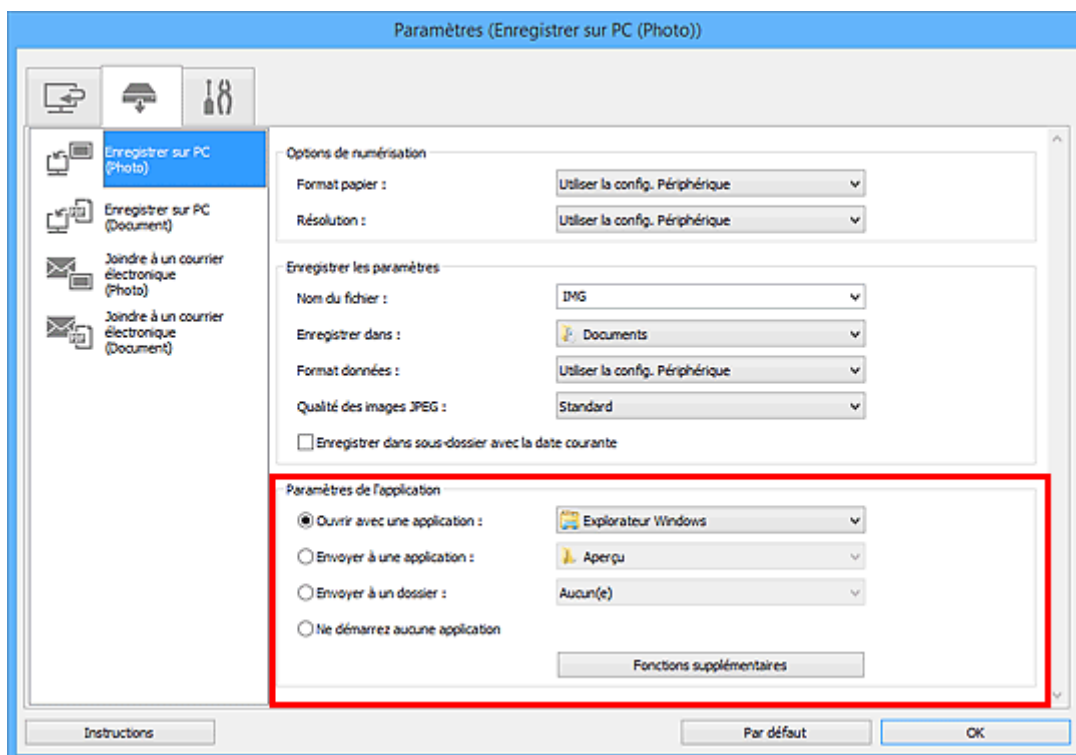 Paramètres (Enregistrer sur PC (Photo))
Enregistrer sur PC
(Photo)
Enregistrer sur PC
(Document)
Joindre à un courrier
électronique
(Photo)
Joindre à un courrier
électronique
(Document)
Options de numérisation
Format papier : Utiliser la config. Périphérique
Résolution : Utiliser la config. Périphérique
Enregistrer les paramètres
Nom du fichier : IMG
Enregistrer dans : Documents
Format données : Utiliser la config. Périphérique
Qualité des images JPEG : Standard
Enregistrer dans sous-dossier avec la date courante
Paramètres de l'application
Ouvrir avec une application : Explorateur Windows
Envoyer à une application : Aperçu
Envoyer à un dossier : Aucun(e)
Ne démarrez aucune application
Fonctions supplémentaires
Instructions Par défaut OK